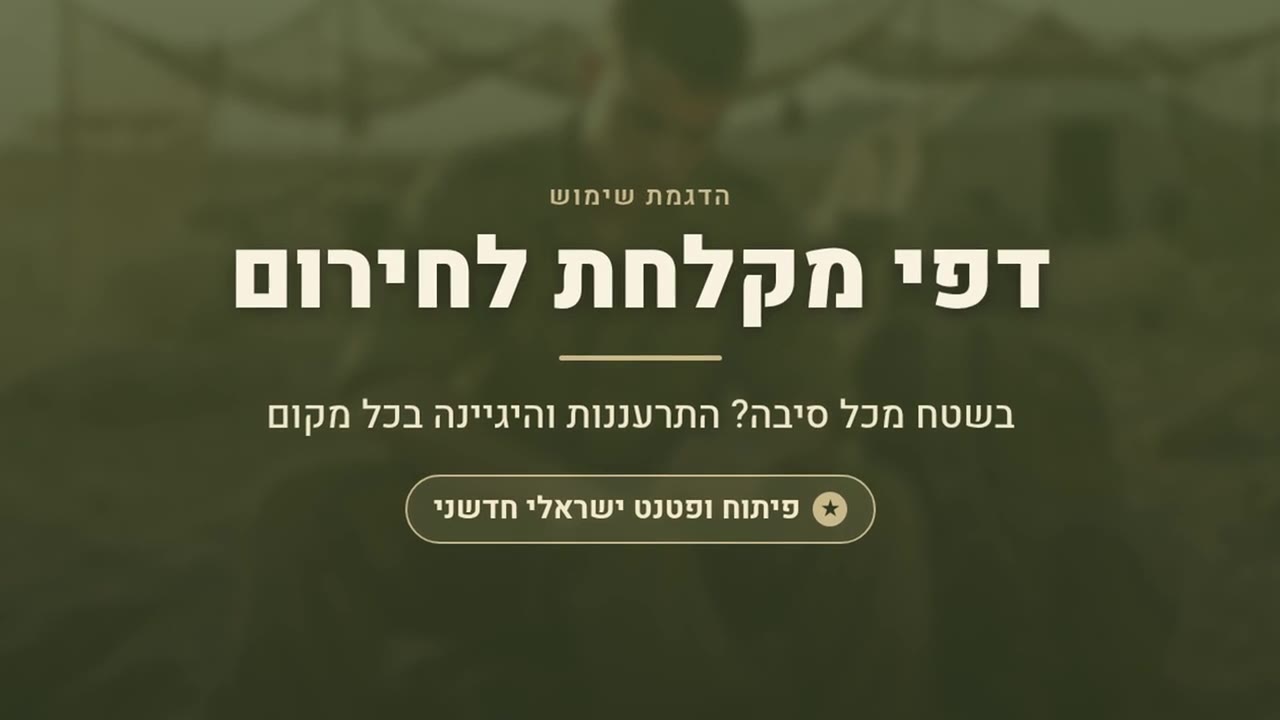 הדגמת שימוש
דפי מקלחת לחירום
בשטח מכל סיבה? התרעננות והיגיינה בכל מקום
פיתוח ופטנט ישראלי חדשני